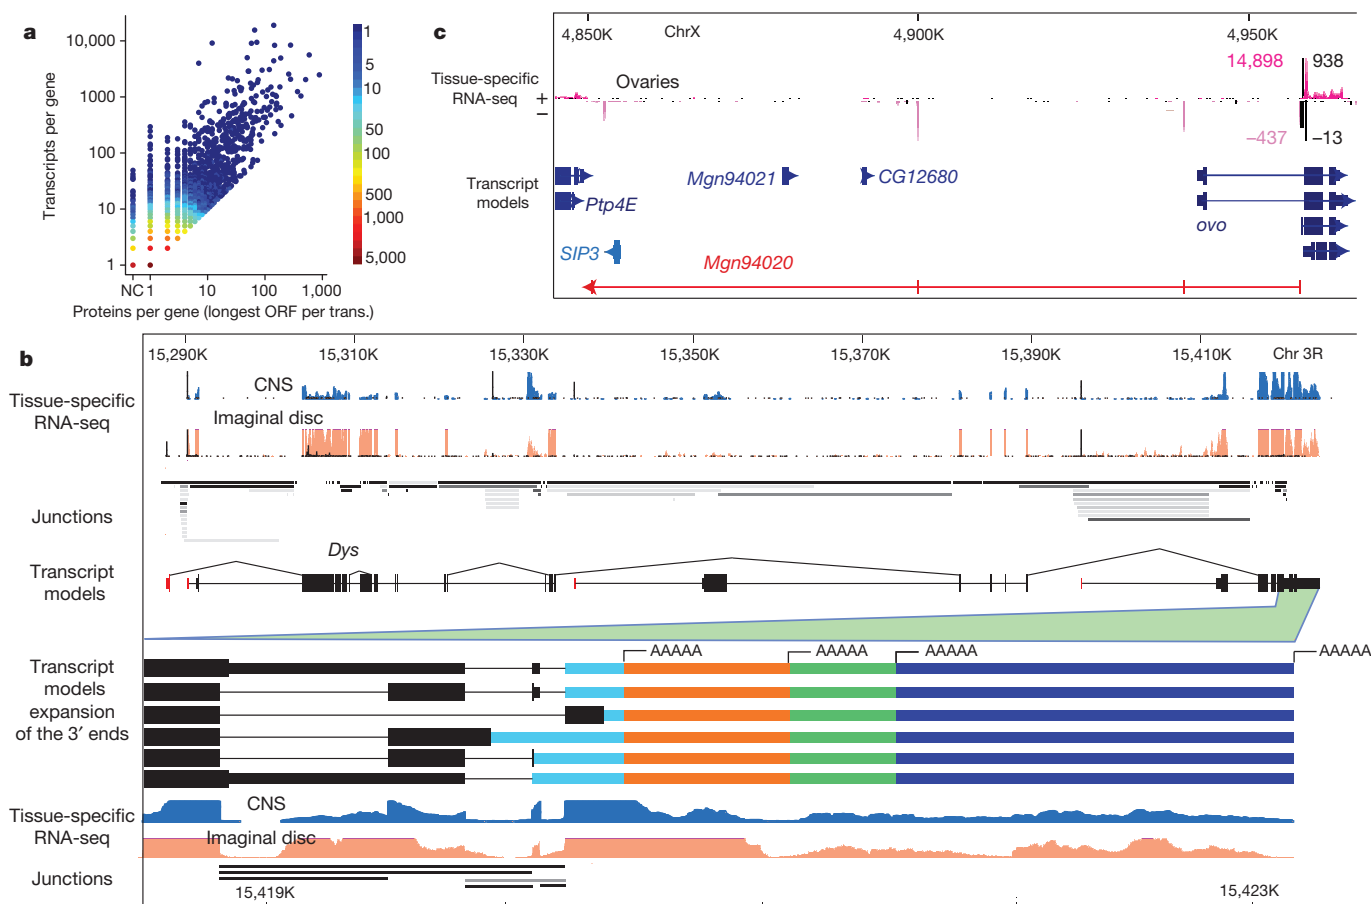 a
10,000
1000
100
10
1
Transcripts per gene
NC 1 10 100 1,000
Proteins per gene (longest ORF per trans.)
1
5
10
50
100
500
1,000
5,000
c
4,850K ChrX 4,900K 4,950K
Tissue-specific
RNA-seq
+
−
Ovaries
14,898 938
−437 −13
Transcript
models
Mgn94021 CG12680
Ptp4E
ovo
SIP3
Mgn94020
b
15,290K 15,310K 15,330K 15,350K 15,370K 15,390K 15,410K Chr 3R
Tissue-specific
RNA-seq
CNS
Imaginal disc
Junctions
Dys
Transcript
models
Transcript
models
expansion
of the 3′ ends
AAAAA AAAAA AAAAA AAAAA
Tissue-specific
RNA-seq
CNS
Imaginal disc
Junctions
15,419K 15,423K